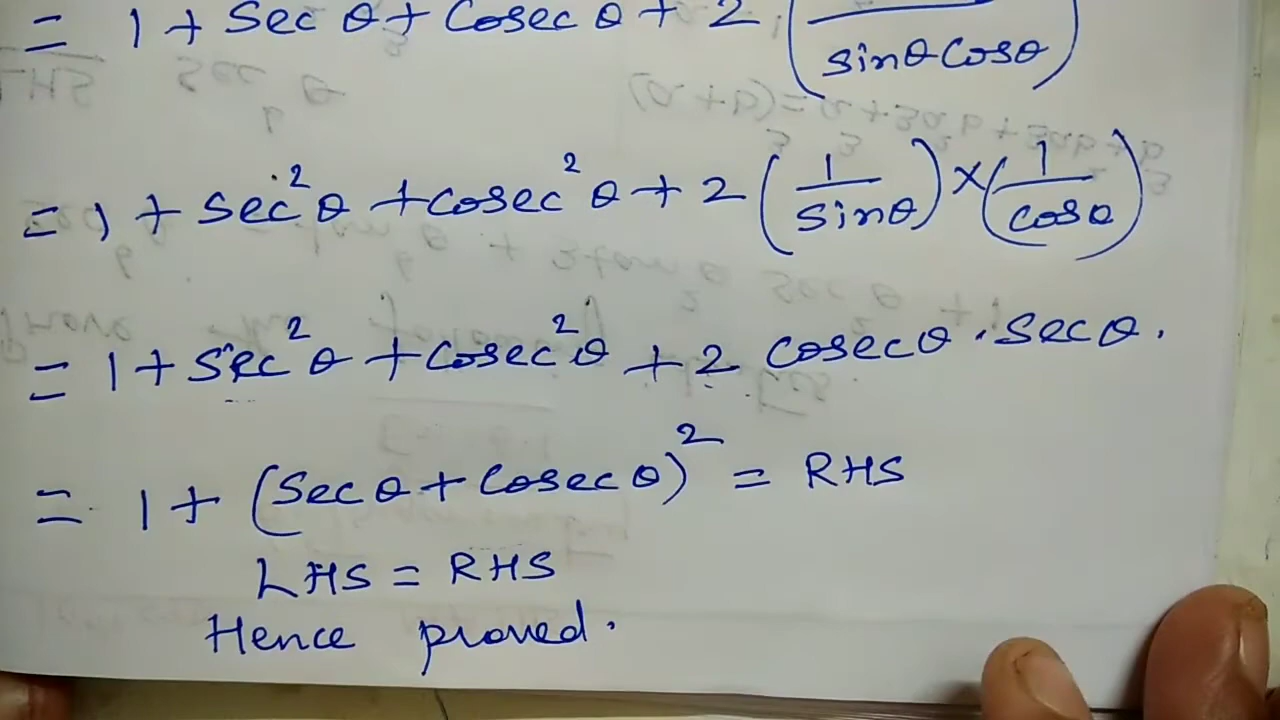 = 1 + Sec θ + Cosec θ + 2 ( / sinθ cosθ )
= 1 + sec²θ + cosec²θ + 2 (1/sinθ) × (1/cosθ)
= 1 + sec²θ + cosec²θ + 2 cosecθ · secθ.
= 1 + (Secθ + Cosecθ)² = RHS
LHS = RHS
Hence proved.